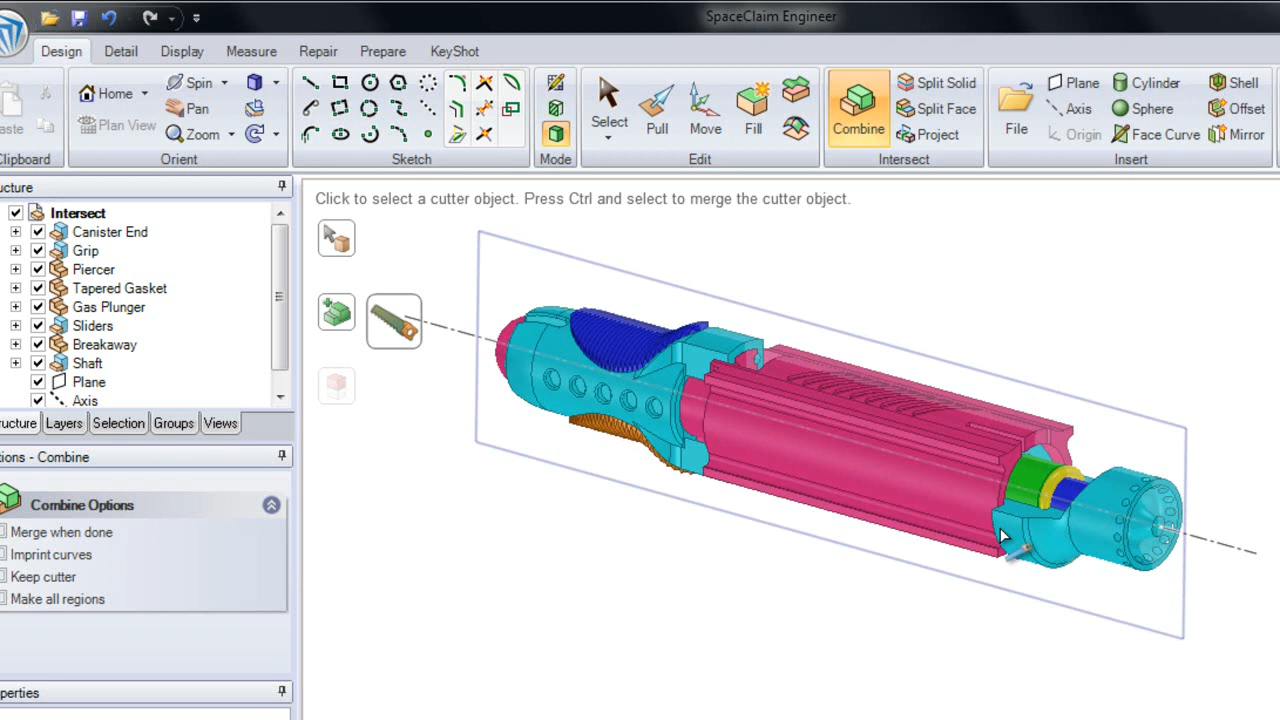 SpaceClaim Engineer
Design Detail Display Measure Repair Prepare KeyShot
aste
Home
Plan View
Spin
Pan
Zoom
Select
Pull
Move
Fill
Combine
Split Solid
Split Face
Project
File
Plane
Axis
Origin
Cylinder
Sphere
Face Curve
Shell
Offset
Mirror
Clipboard Orient Sketch Mode Edit Intersect Insert
ucture
Intersect
Canister End
Grip
Piercer
Tapered Gasket
Gas Plunger
Sliders
Breakaway
Shaft
Plane
Axis
ructure Layers Selection Groups Views
ions - Combine
Combine Options
Merge when done
Imprint curves
Keep cutter
Make all regions
perties
Click to select a cutter object. Press Ctrl and select to merge the cutter object.